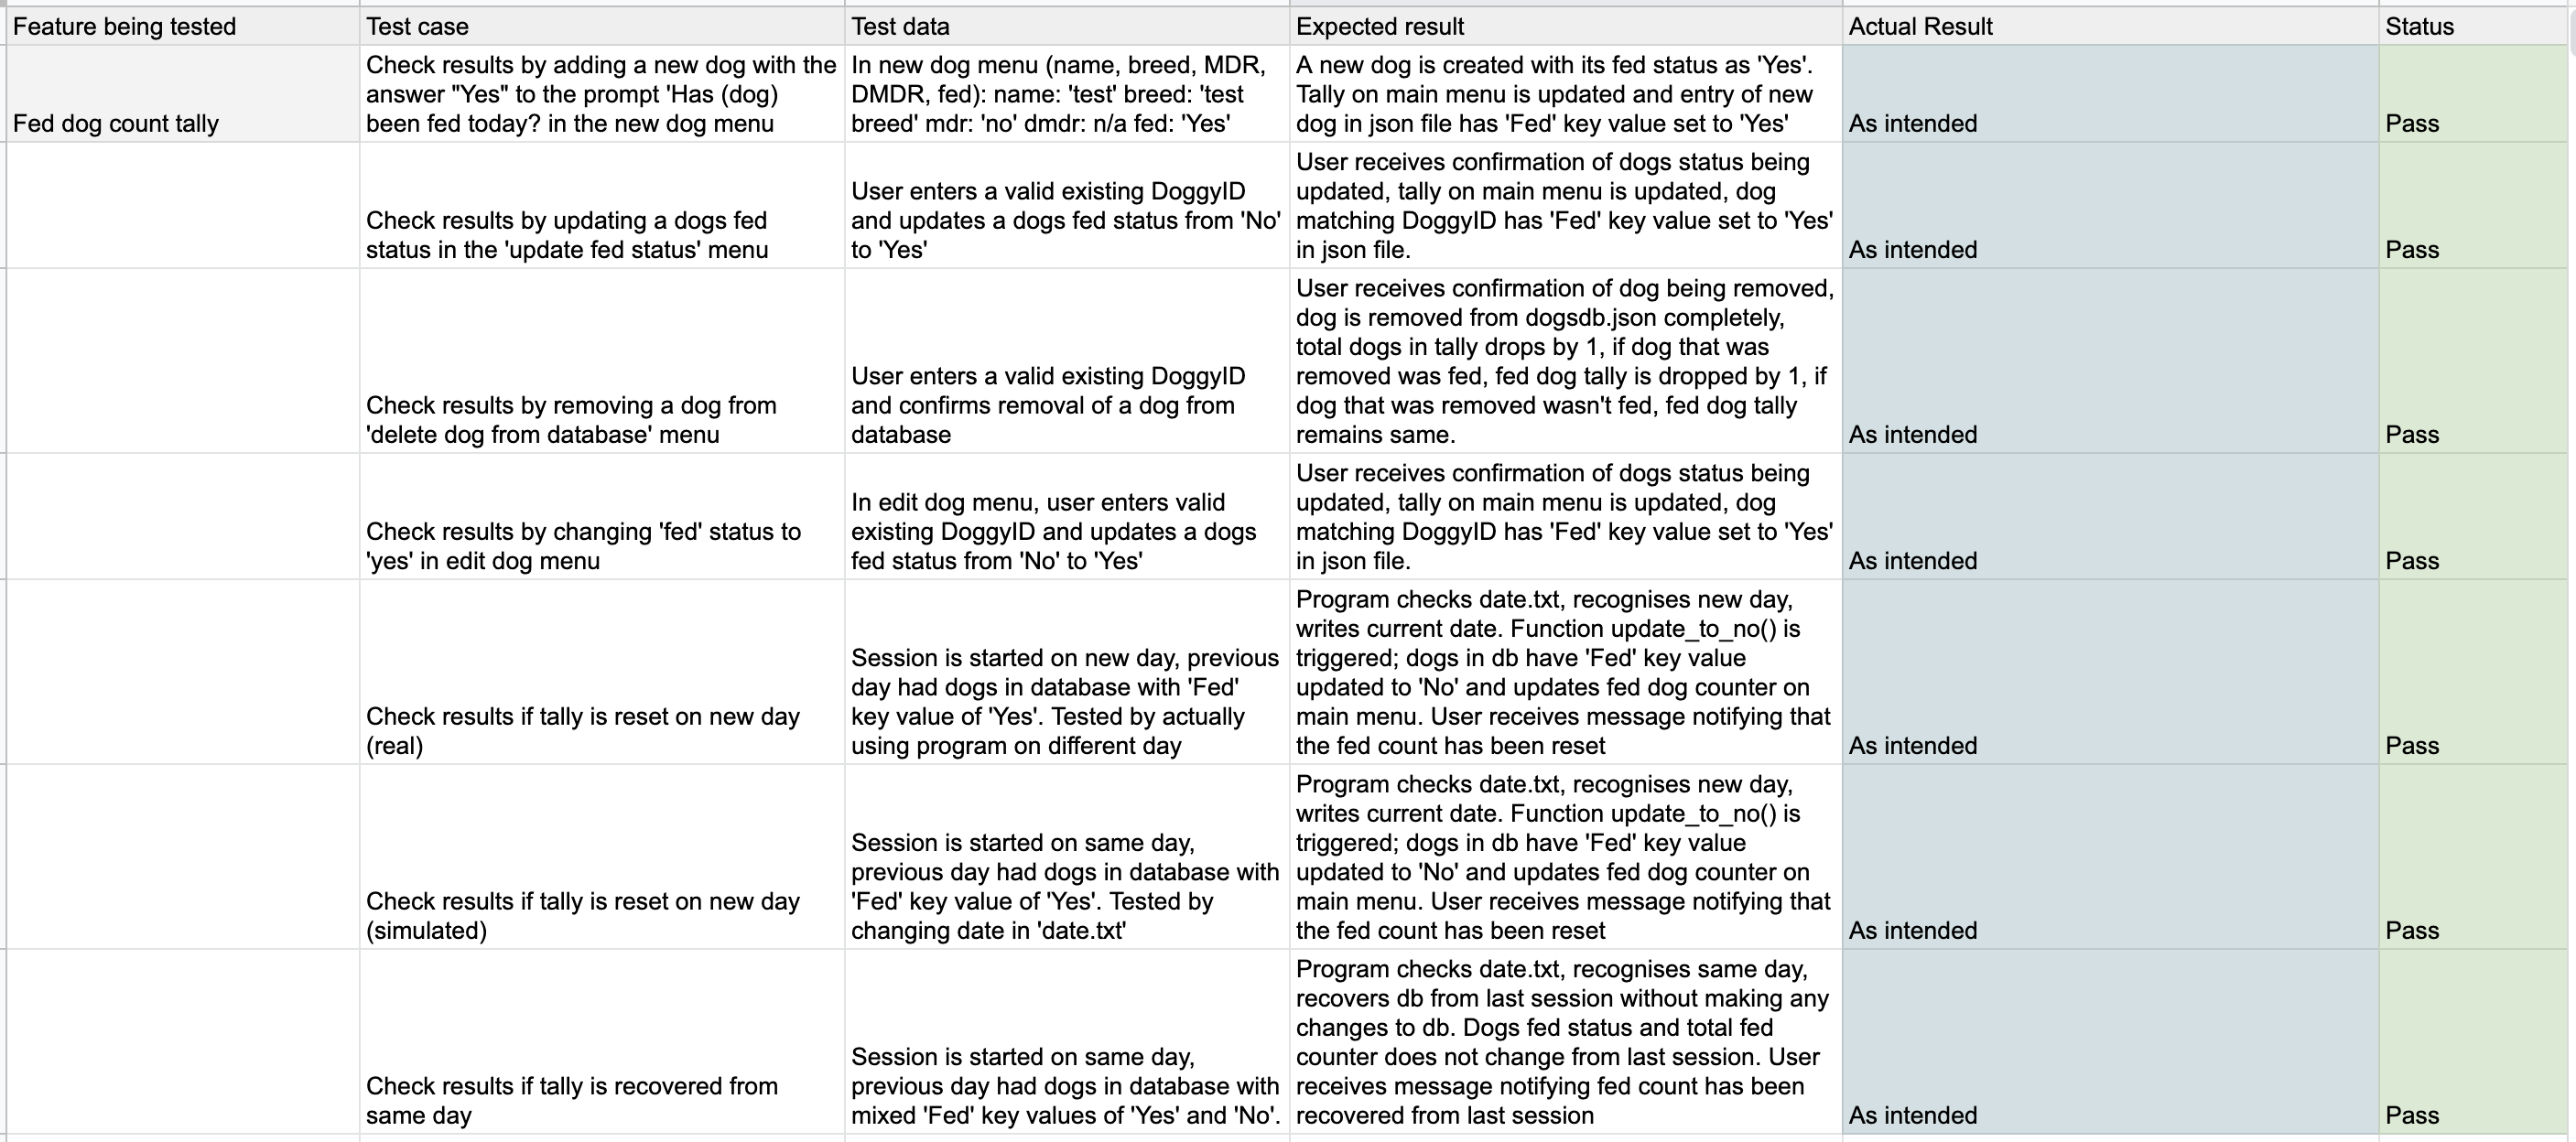 Feature being tested
Test case
Test data
Expected result
Actual Result
Status
Fed dog count tally
Check results by adding a new dog with the
answer "Yes" to the prompt 'Has (dog)
been fed today? in the new dog menu
In new dog menu (name, breed, MDR,
DMDR, fed): name: 'test' breed: 'test
breed' mdr: 'no' dmdr: n/a fed: 'Yes'
A new dog is created with its fed status as 'Yes'.
Tally on main menu is updated and entry of new
dog in json file has 'Fed' key value set to 'Yes'
As intended
Pass
Check results by updating a dogs fed
status in the 'update fed status' menu
User enters a valid existing DoggyID
and updates a dogs fed status from 'No'
to 'Yes'
User receives confirmation of dogs status being
updated, tally on main menu is updated, dog
matching DoggyID has 'Fed' key value set to 'Yes'
in json file.
As intended
Pass
Check results by removing a dog from
'delete dog from database' menu
User enters a valid existing DoggyID
and confirms removal of a dog from
database
User receives confirmation of dog being removed,
dog is removed from dogsdb.json completely,
total dogs in tally drops by 1, if dog that was
removed was fed, fed dog tally is dropped by 1, if
dog that was removed wasn't fed, fed dog tally
remains same.
As intended
Pass
Check results by changing 'fed' status to
'yes' in edit dog menu
In edit dog menu, user enters valid
existing DoggyID and updates a dogs
fed status from 'No' to 'Yes'
User receives confirmation of dogs status being
updated, tally on main menu is updated, dog
matching DoggyID has 'Fed' key value set to 'Yes'
in json file.
As intended
Pass
Check results if tally is reset on new day
(real)
Session is started on new day, previous
day had dogs in database with 'Fed'
key value of 'Yes'. Tested by actually
using program on different day
Program checks date.txt, recognises new day,
writes current date. Function update_to_no() is
triggered; dogs in db have 'Fed' key value
updated to 'No' and updates fed dog counter on
main menu. User receives message notifying that
the fed count has been reset
As intended
Pass
Check results if tally is reset on new day
(simulated)
Session is started on same day,
previous day had dogs in database with
'Fed' key value of 'Yes'. Tested by
changing date in 'date.txt'
Program checks date.txt, recognises new day,
writes current date. Function update_to_no() is
triggered; dogs in db have 'Fed' key value
updated to 'No' and updates fed dog counter on
main menu. User receives message notifying that
the fed count has been reset
As intended
Pass
Check results if tally is recovered from
same day
Session is started on same day,
previous day had dogs in database with
mixed 'Fed' key values of 'Yes' and 'No'.
Program checks date.txt, recognises same day,
recovers db from last session without making any
changes to db. Dogs fed status and total fed
counter does not change from last session. User
receives message notifying fed count has been
recovered from last session
As intended
Pass